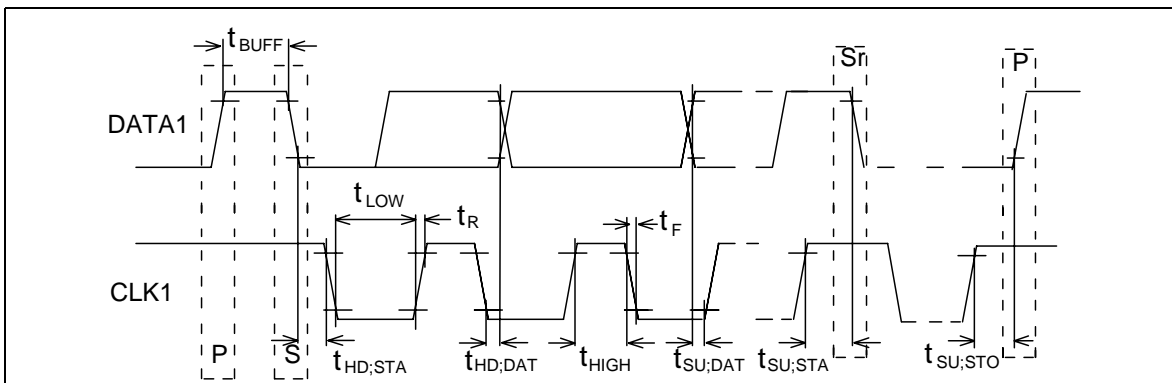 tBUFF
Sr
P
DATA1
tLOW
tR
tF
CLK1
P
S
tHD;STA
tHD;DAT
tHIGH
tSU;DAT
tSU;STA
tSU;STO